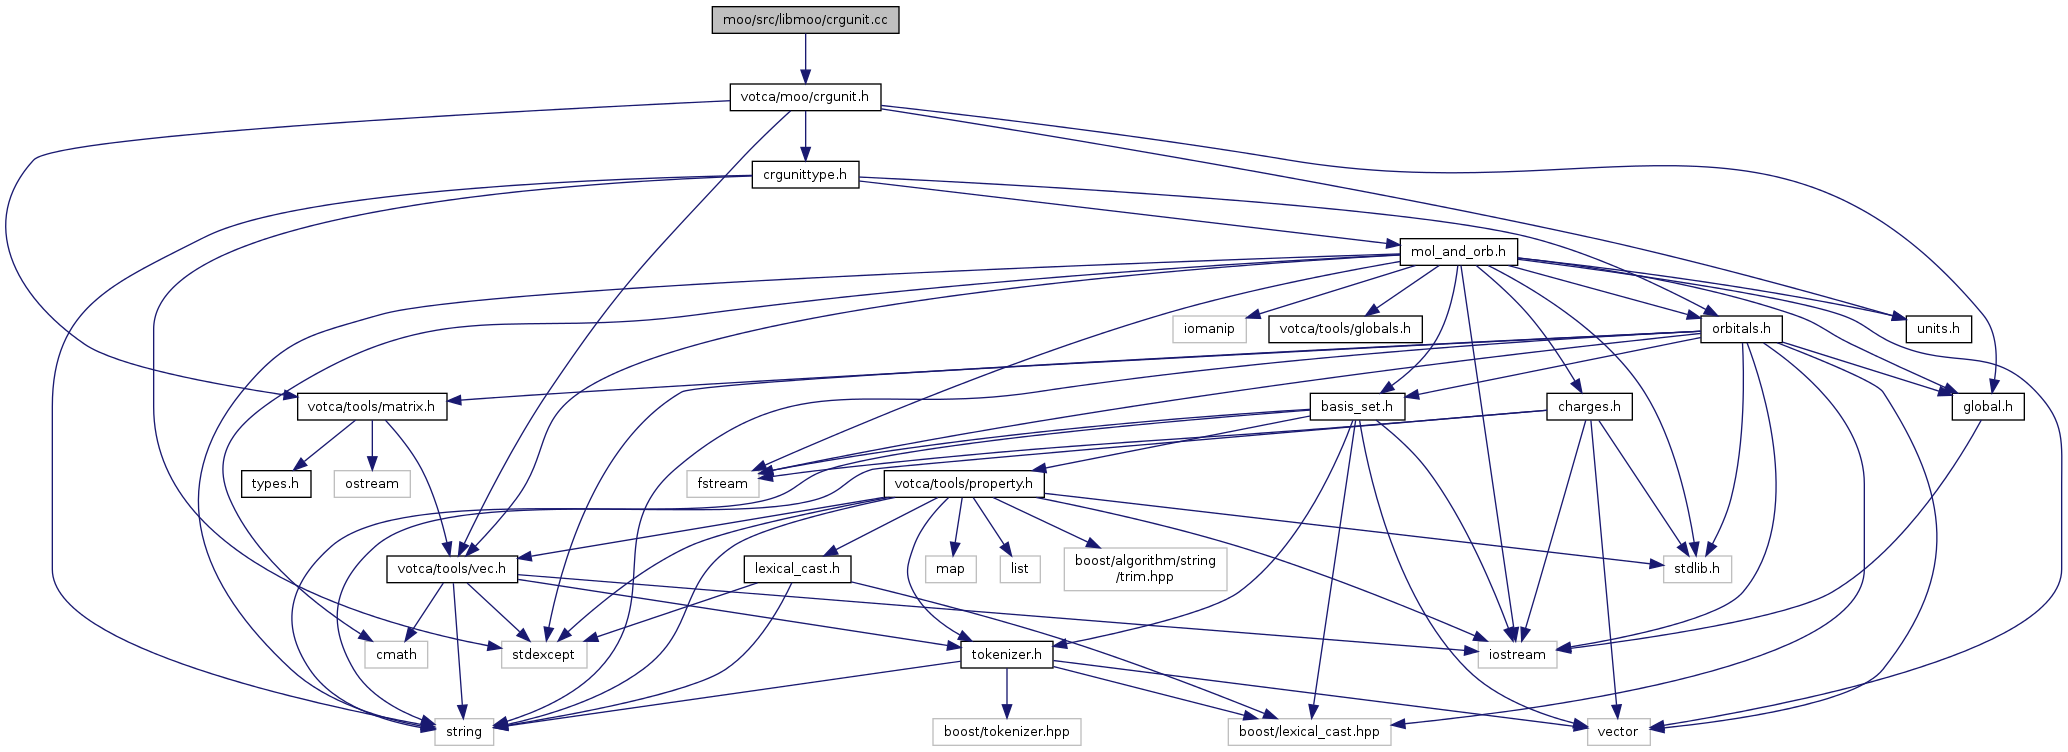 moo/src/libmoo/crgunit.cc
votca/moo/crgunit.h
crgunittype.h
mol_and_orb.h
iomanip
votca/tools/globals.h
orbitals.h
units.h
votca/tools/matrix.h
basis_set.h
charges.h
global.h
types.h
ostream
fstream
votca/tools/property.h
votca/tools/vec.h
lexical_cast.h
map
list
boost/algorithm/string
/trim.hpp
stdlib.h
cmath
stdexcept
tokenizer.h
iostream
string
boost/tokenizer.hpp
boost/lexical_cast.hpp
vector